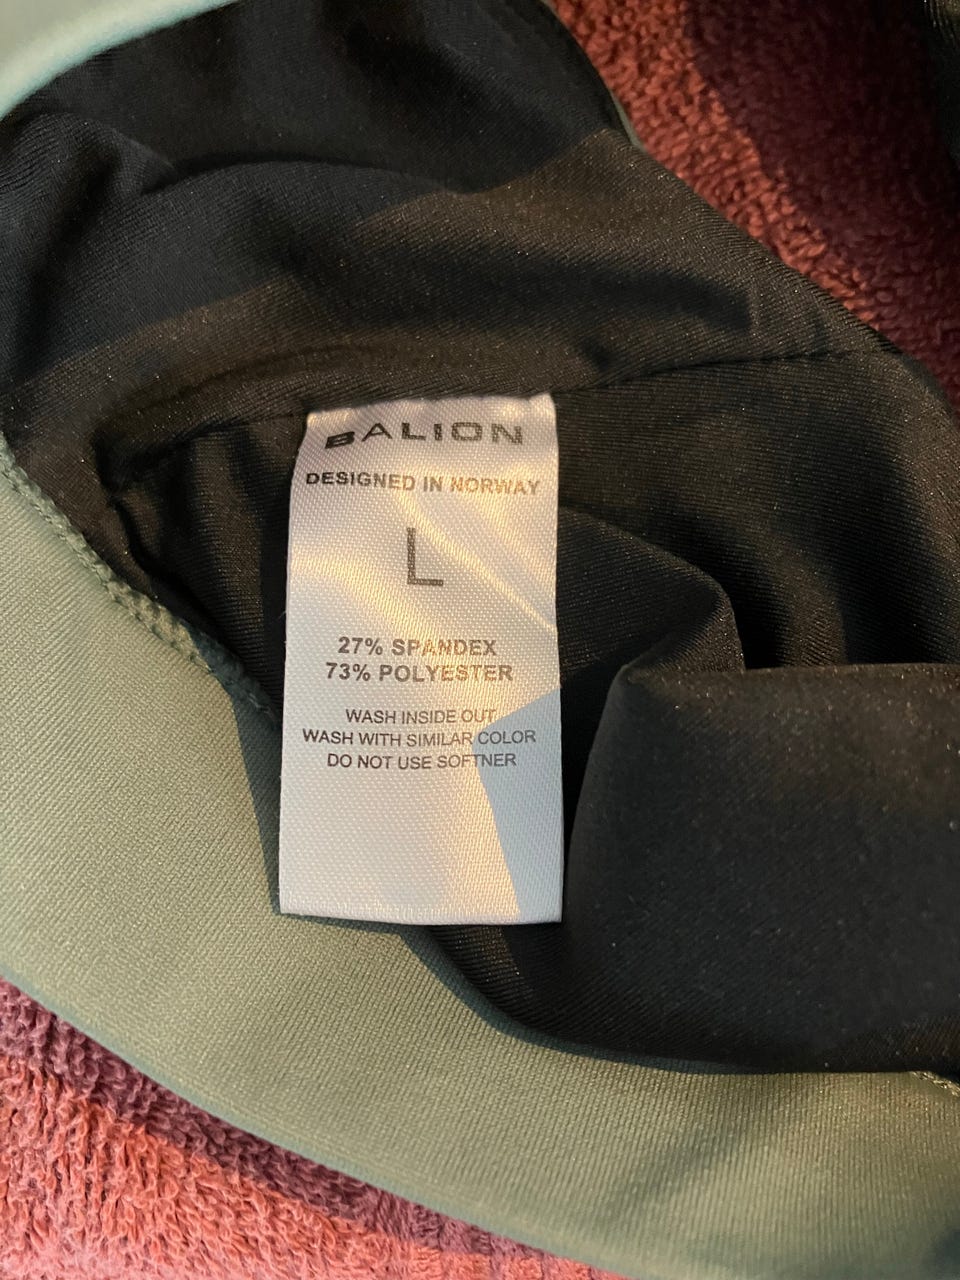 BALION
DESIGNED IN NORWAY
L
27% SPANDEX
73% POLYESTER
WASH INSIDE OUT
WASH WITH SIMILAR COLOR
DO NOT USE SOFTNER